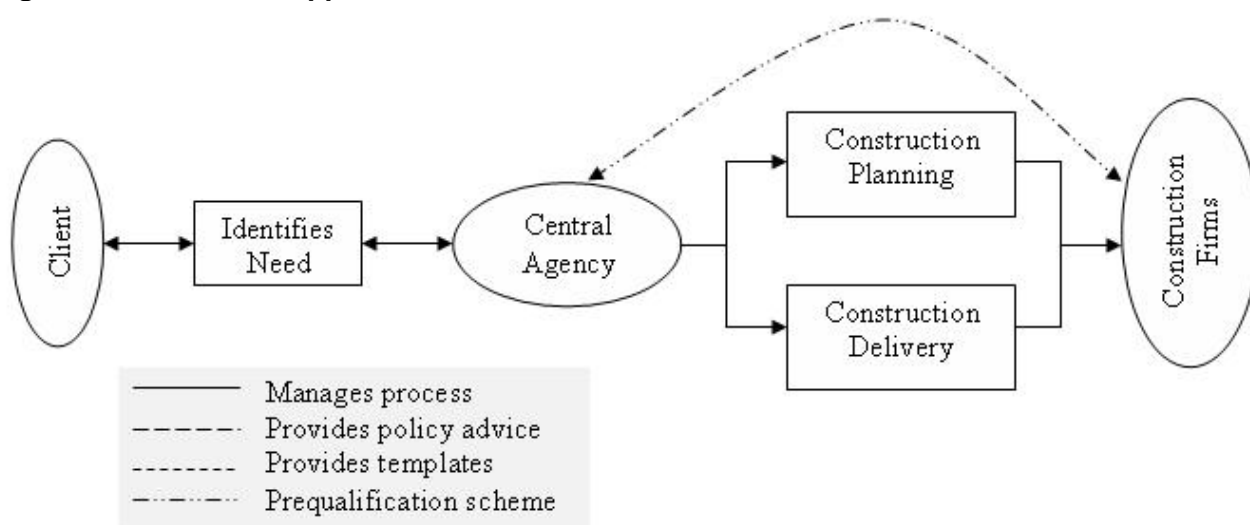 Client
Identifies
Need
Central
Agency
Construction
Planning
Construction
Delivery
Construction
Firms
Manages process
Provides policy advice
Provides templates
Prequalification scheme